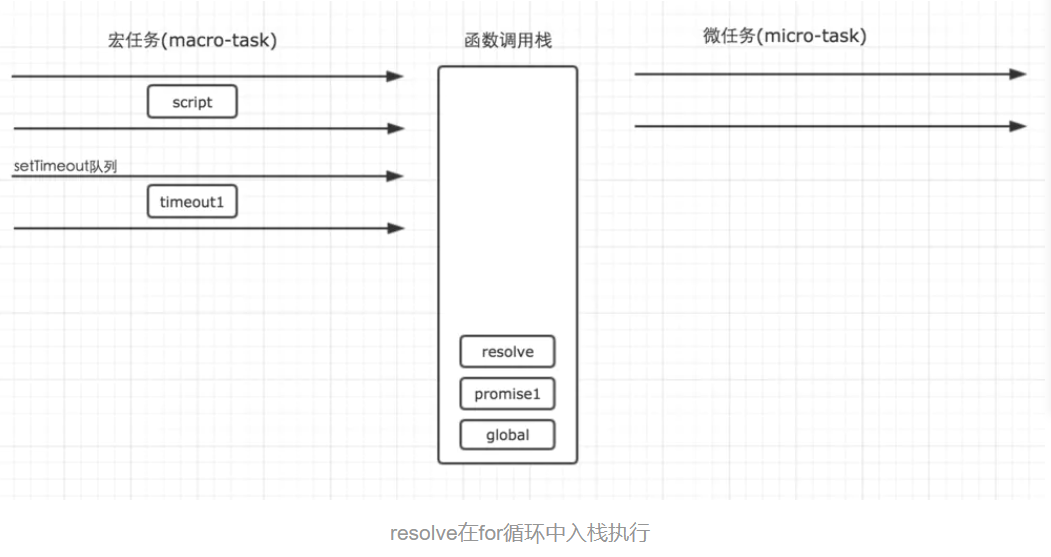 宏任务(macro-task)
函数调用栈
微任务(micro-task)
script
setTimeout队列
timeout1
resolve
promise1
global
resolve在for循环中入栈执行